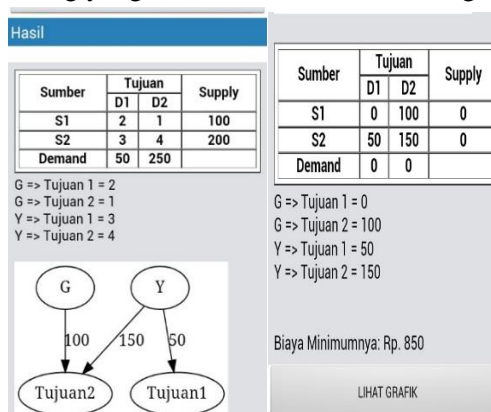 Hasil
Sumber Tujuan Supply
D1 D2
S1 2 1 100
S2 3 4 200
Demand 50 250
G => Tujuan 1 = 2
G => Tujuan 2 = 1
Y => Tujuan 1 = 3
Y => Tujuan 2 = 4
G Y
100 150 50
Tujuan2 Tujuan1
Sumber Tujuan Supply
D1 D2
S1 0 100 0
S2 50 150 0
Demand 0 0
G => Tujuan 1 = 0
G => Tujuan 2 = 100
Y => Tujuan 1 = 50
Y => Tujuan 2 = 150
Biaya Minimumnya: Rp. 850
LIHAT GRAFIK